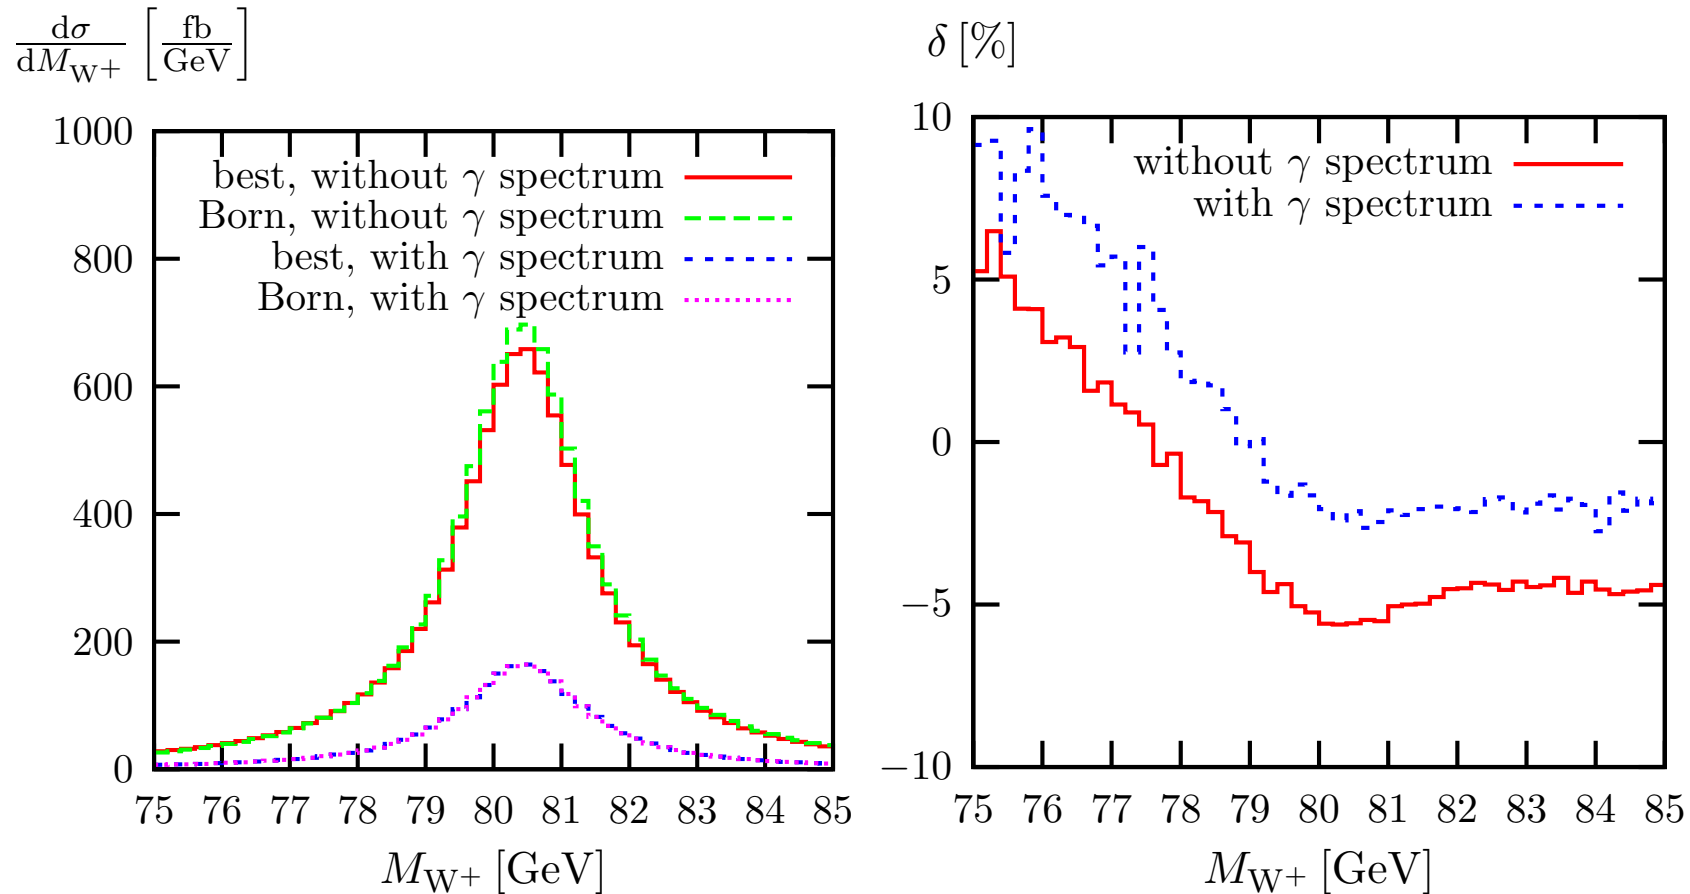 dσ/dM_W+ [fb/GeV]
1000
800
600
400
200
0
best, without γ spectrum
Born, without γ spectrum
best, with γ spectrum
Born, with γ spectrum
75 76 77 78 79 80 81 82 83 84 85
M_W+ [GeV]
δ [%]
10
5
0
−5
−10
without γ spectrum
with γ spectrum
75 76 77 78 79 80 81 82 83 84 85
M_W+ [GeV]